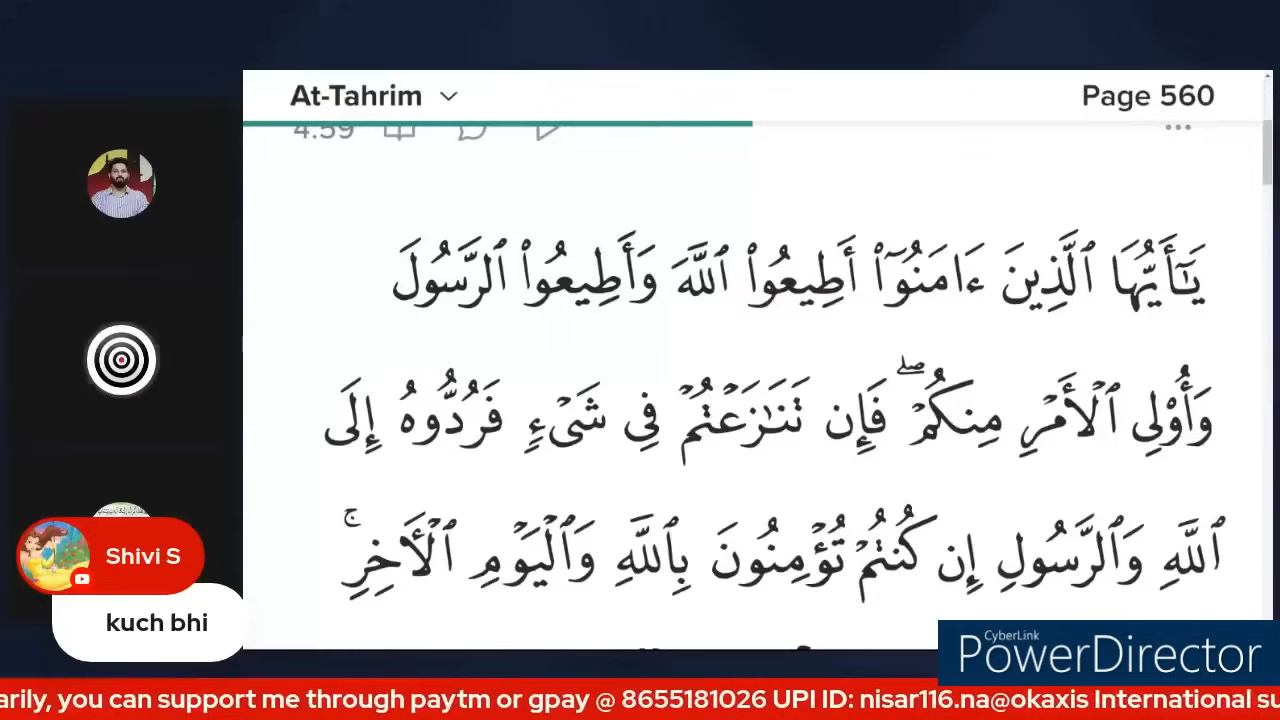 At-Tahrim
Page 560
4:59
يَـٰٓأَيُّهَا ٱلَّذِينَ ءَامَنُوٓا۟ أَطِيعُوا۟ ٱللَّهَ وَأَطِيعُوا۟ ٱلرَّسُولَ
وَأُو۟لِى ٱلْأَمْرِ مِنكُمْ ۖ فَإِن تَنَـٰزَعْتُمْ فِى شَىْءٍ فَرُدُّوهُ إِلَى
ٱللَّهِ وَٱلرَّسُولِ إِن كُنتُمْ تُؤْمِنُونَ بِٱللَّهِ وَٱلْيَوْمِ ٱلْـَٔاخِرِ ۚ
Shivi S
kuch bhi
CyberLink
PowerDirector
arily, you can support me through paytm or gpay @ 8655181026 UPI ID: nisar116.na@okaxis International su